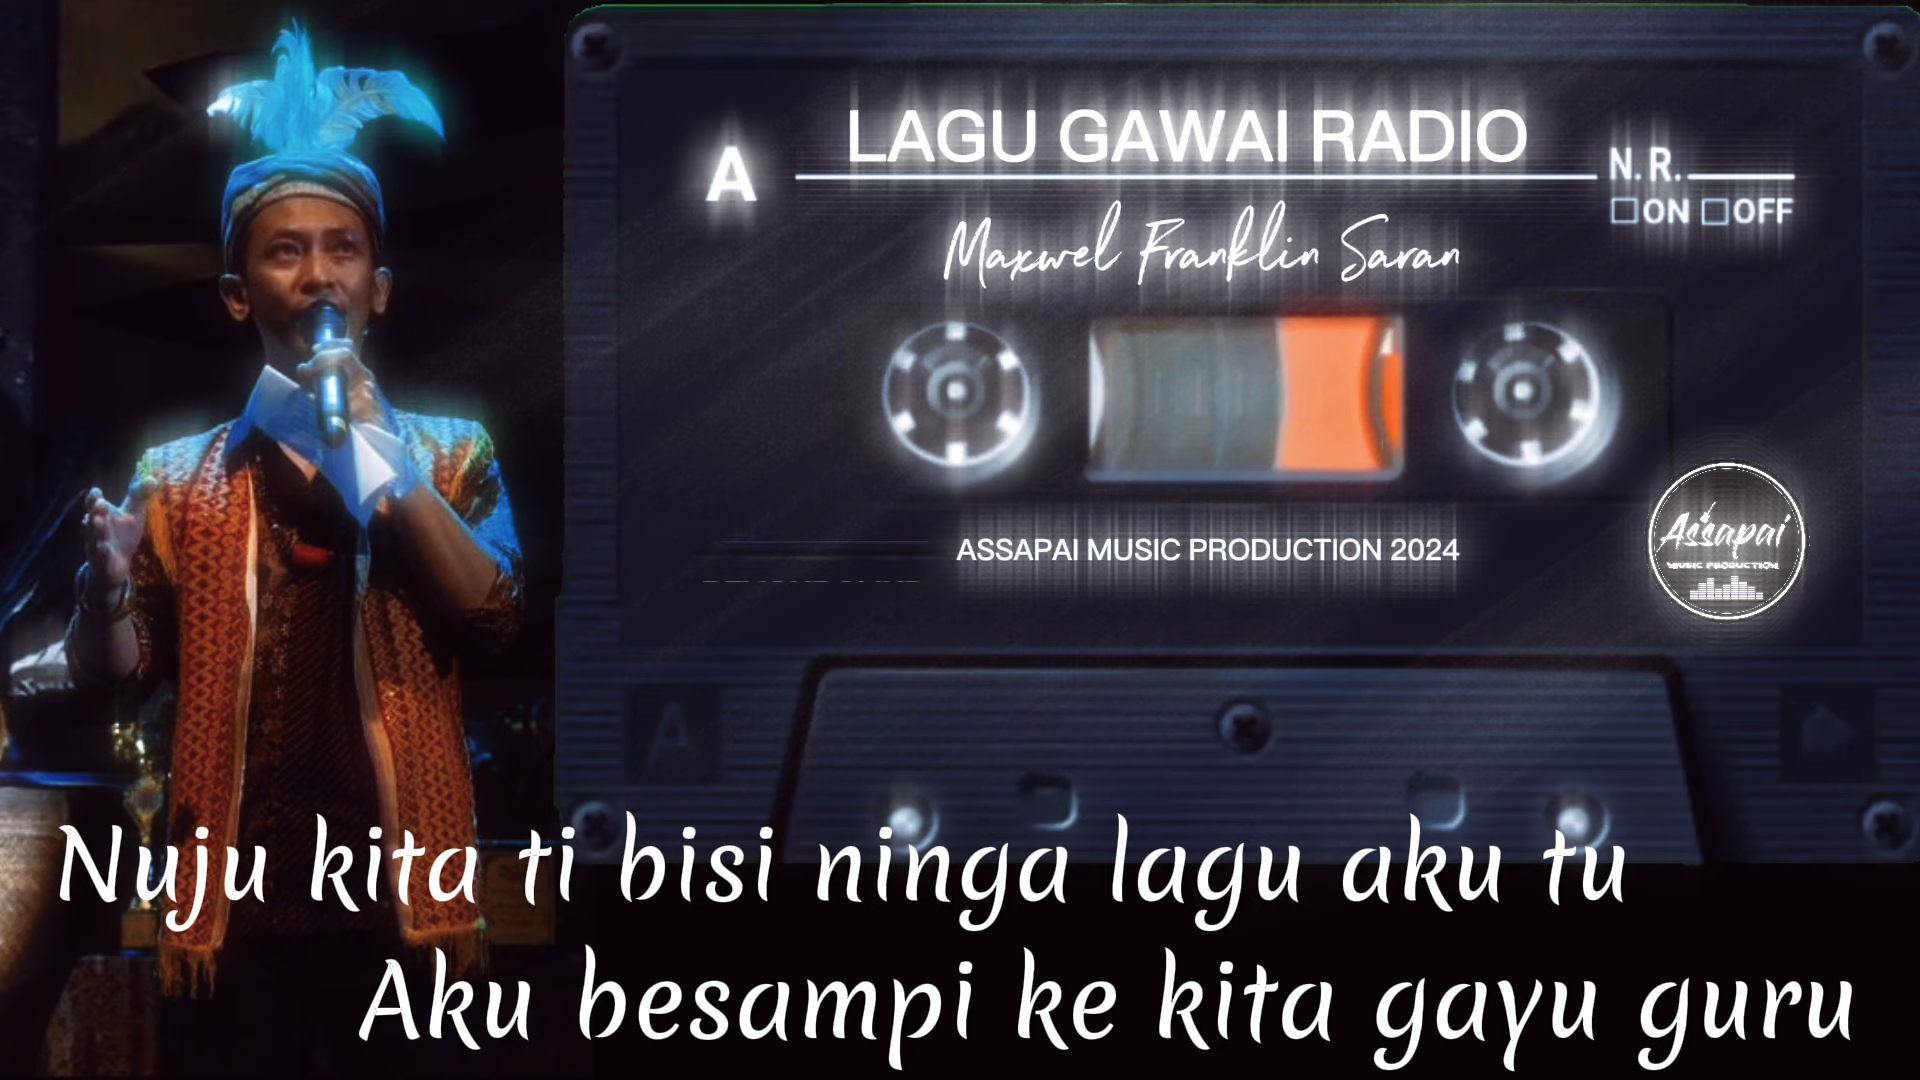 LAGU GAWAI RADIO
A
N. R.
ON OFF
Maxwel Franklin Saran
ASSAPAI MUSIC PRODUCTION 2024
Assapai
MUSIC PRODUCTION
A
Nuju kita ti bisi ninga lagu aku tu
Aku besampi ke kita gayu guru